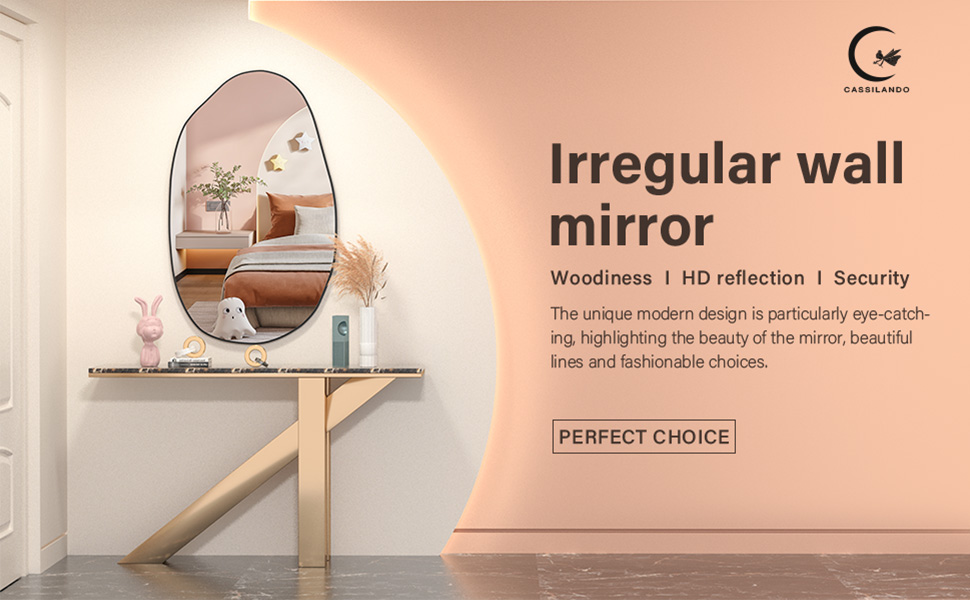 CASSILANDO
Irregular wall
mirror
Woodiness I HD reflection I Security
The unique modern design is particularly eye-catch-
ing, highlighting the beauty of the mirror, beautiful
lines and fashionable choices.
PERFECT CHOICE